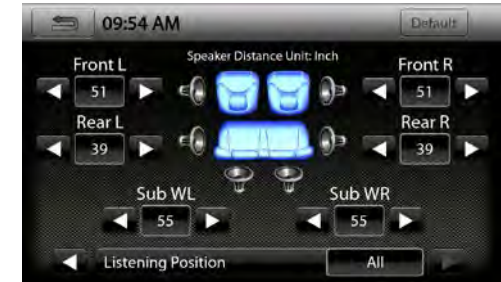 09:54 AM Default
Speaker Distance Unit: Inch
Front L Front R
51 51
Rear L Rear R
39 39
Sub WL Sub WR
55 55
Listening Position All